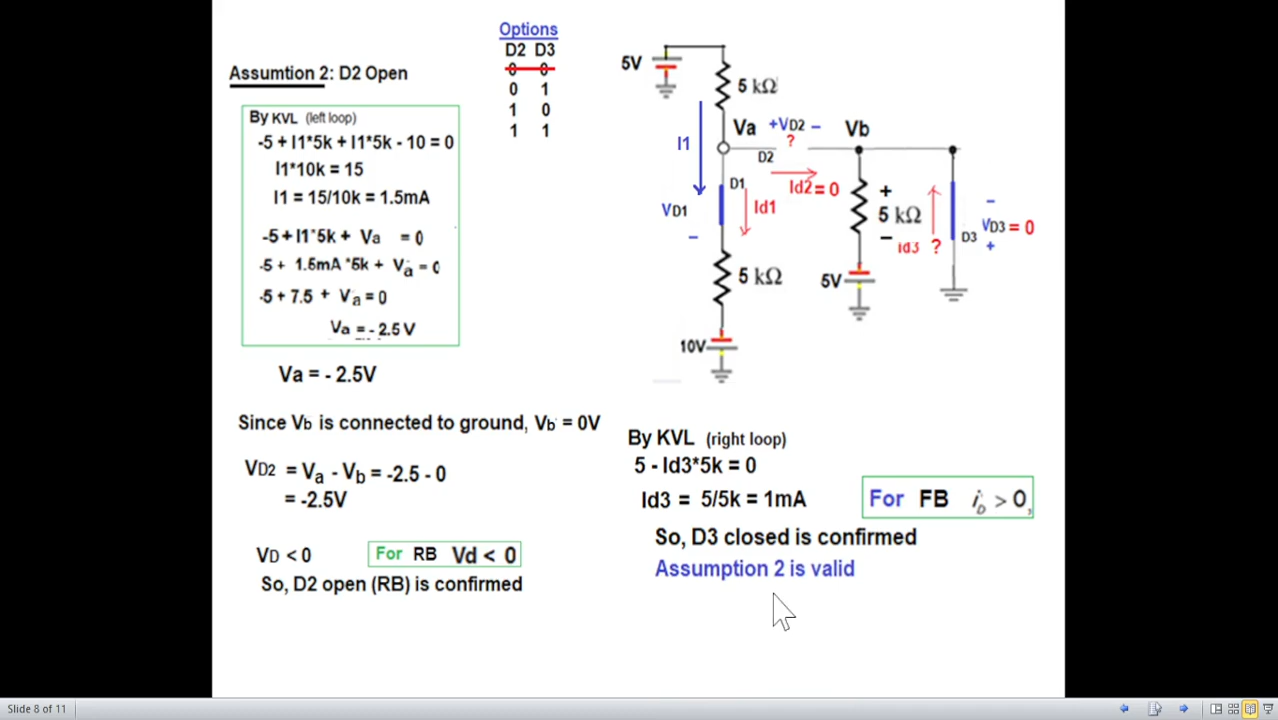 Options
D2 D3
0 0
0 1
1 0
1 1
Assumtion 2: D2 Open
By KVL (left loop)
-5 + I1*5k + I1*5k - 10 = 0
I1*10k = 15
I1 = 15/10k = 1.5mA
-5 + I1*5k + Va = 0
-5 + 1.5mA *5k + Va = 0
-5 + 7.5 + Va = 0
Va = - 2.5 V
Va = - 2.5V
Since Vb is connected to ground, Vb = 0V
VD2 = Va - Vb = -2.5 - 0
= -2.5V
VD < 0
For RB Vd < 0
So, D2 open (RB) is confirmed
5V
5 kΩ
Va +VD2 − Vb
?
I1
D2
D1
Id2= 0
VD1
Id1
−
+
5 kΩ
−
Id3 ?
D3
−
VD3 = 0
+
5 kΩ
5V
10V
By KVL (right loop)
5 - Id3*5k = 0
Id3 = 5/5k = 1mA
For FB iD > 0,
So, D3 closed is confirmed
Assumption 2 is valid
Slide 8 of 11